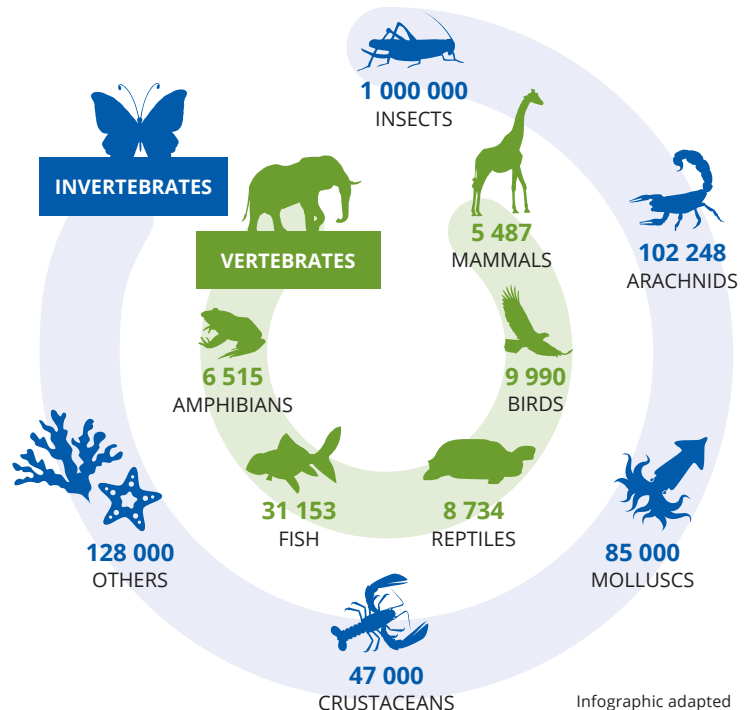 1 000 000
INSECTS
INVERTEBRATES
VERTEBRATES
5 487
MAMMALS
102 248
ARACHNIDS
6 515
AMPHIBIANS
9 990
BIRDS
31 153
FISH
8 734
REPTILES
128 000
OTHERS
85 000
MOLLUSCS
47 000
CRUSTACEANS
Infographic adapted